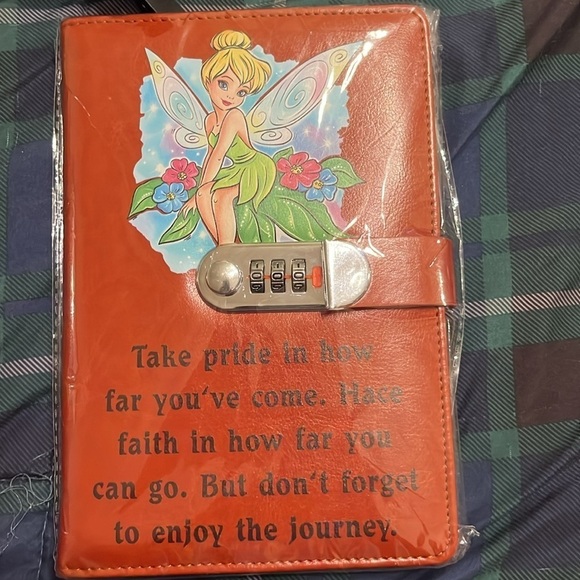 Take pride in how
far you've come. Hace
faith in how far you
can go. But don't forget
to enjoy the journey.